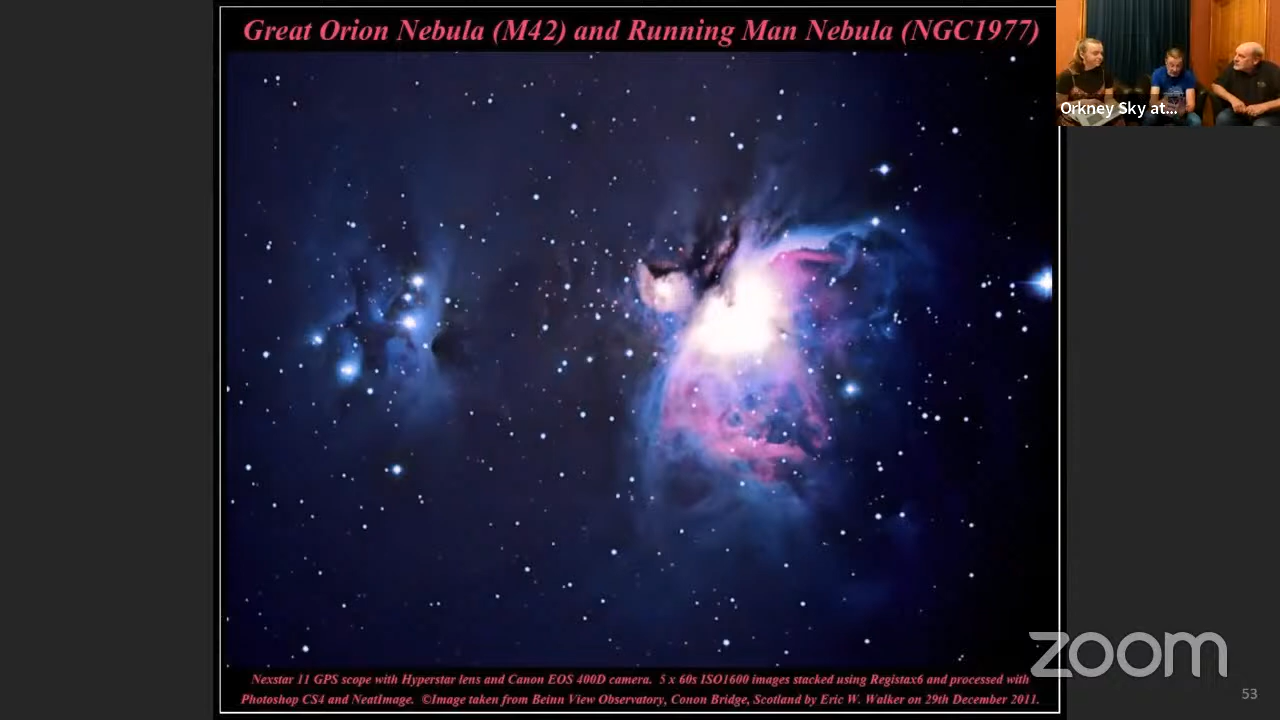 Great Orion Nebula (M42) and Running Man Nebula (NGC1977)
Orkney Sky at...
Nexstar 11 GPS scope with Hyperstar lens and Canon EOS 400D camera.  5 x 60s ISO1600 images stacked using Registax6 and processed with
Photoshop CS4 and NeatImage.  ©Image taken from Beinn View Observatory, Conon Bridge, Scotland by Eric W. Walker on 29th December 2011.
zoom
53